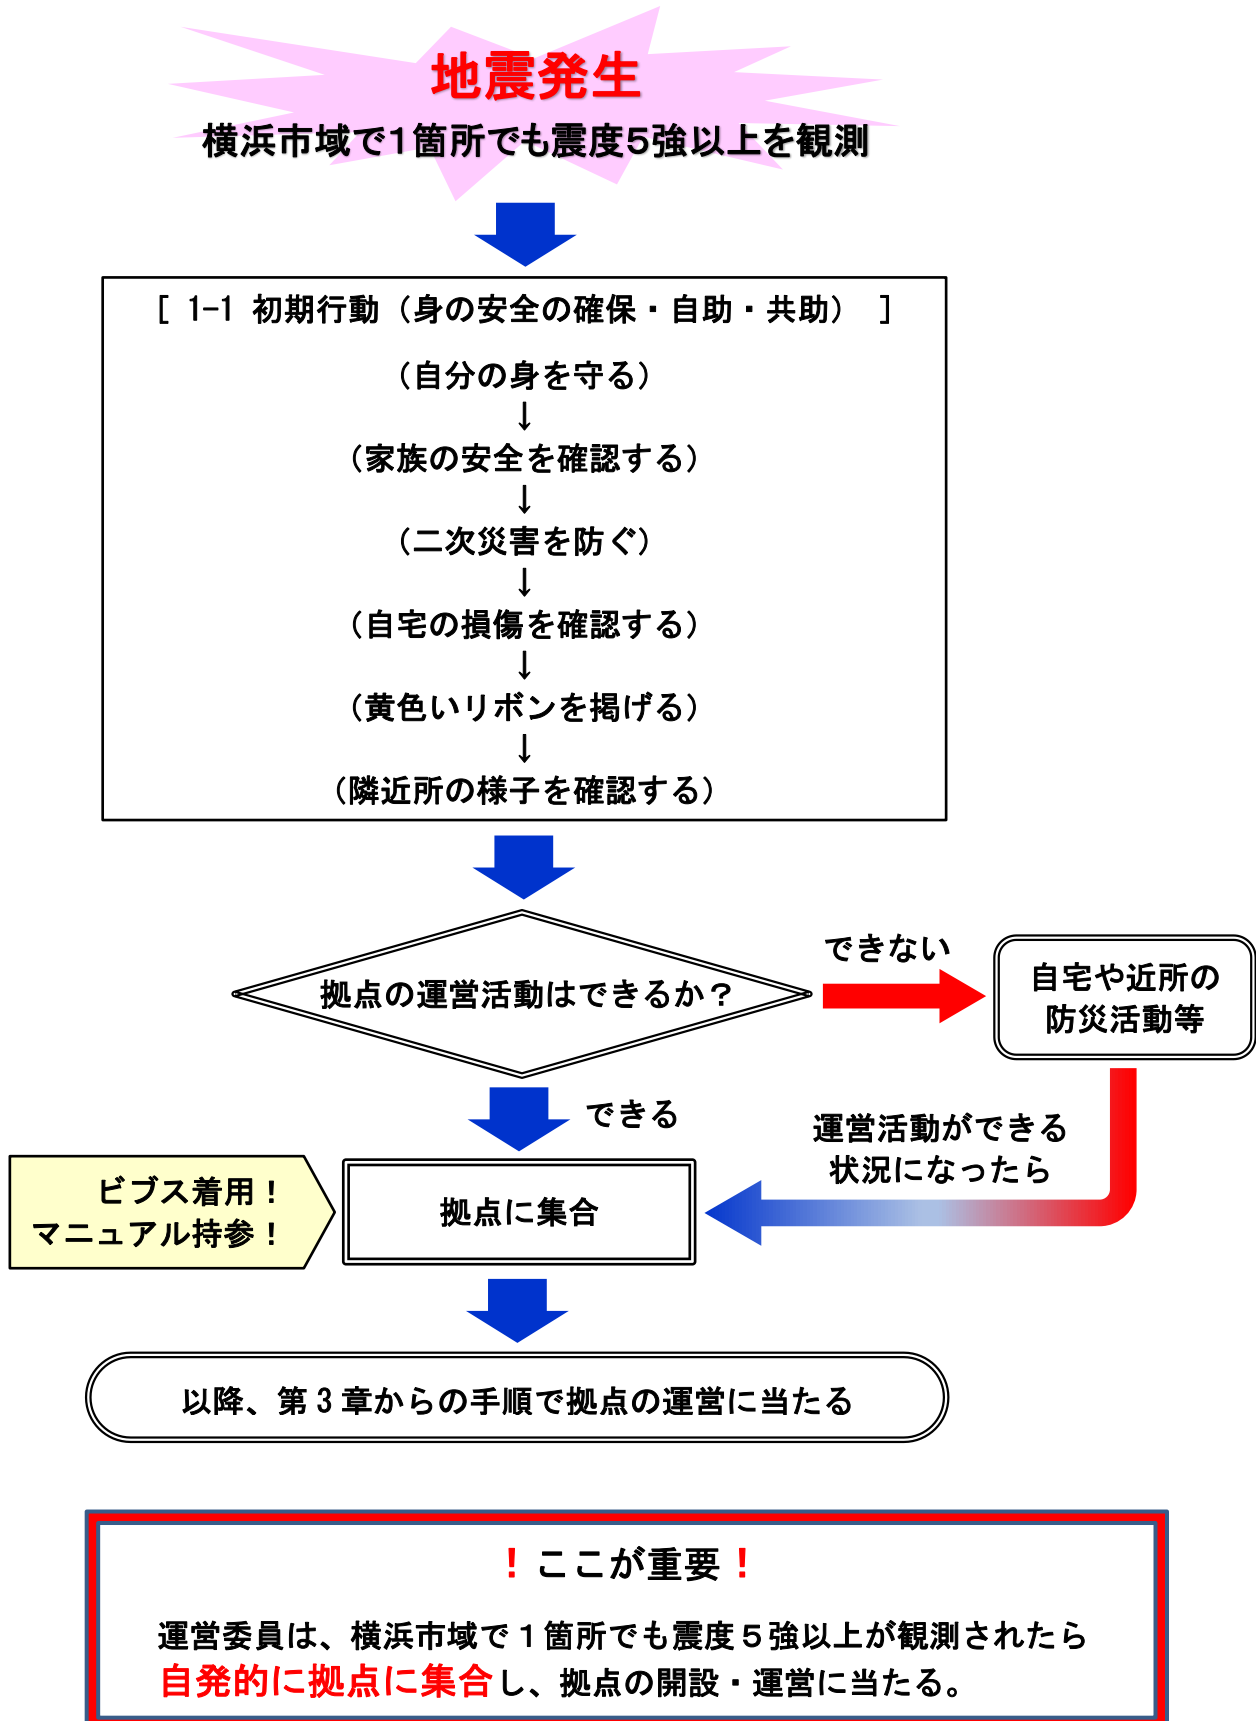 地震発生
横浜市域で１箇所でも震度５強以上を観測
[ 1-1 初期行動（身の安全の確保・自助・共助） ]
（自分の身を守る）
↓
（家族の安全を確認する）
↓
（二次災害を防ぐ）
↓
（自宅の損傷を確認する）
↓
（黄色いリボンを掲げる）
↓
（隣近所の様子を確認する）
拠点の運営活動はできるか？
できない
自宅や近所の
防災活動等
できる
運営活動ができる
状況になったら
ビブス着用！
マニュアル持参！
拠点に集合
以降、第３章からの手順で拠点の運営に当たる
！ここが重要！
運営委員は、横浜市域で１箇所でも震度５強以上が観測されたら
自発的に拠点に集合し、拠点の開設・運営に当たる。